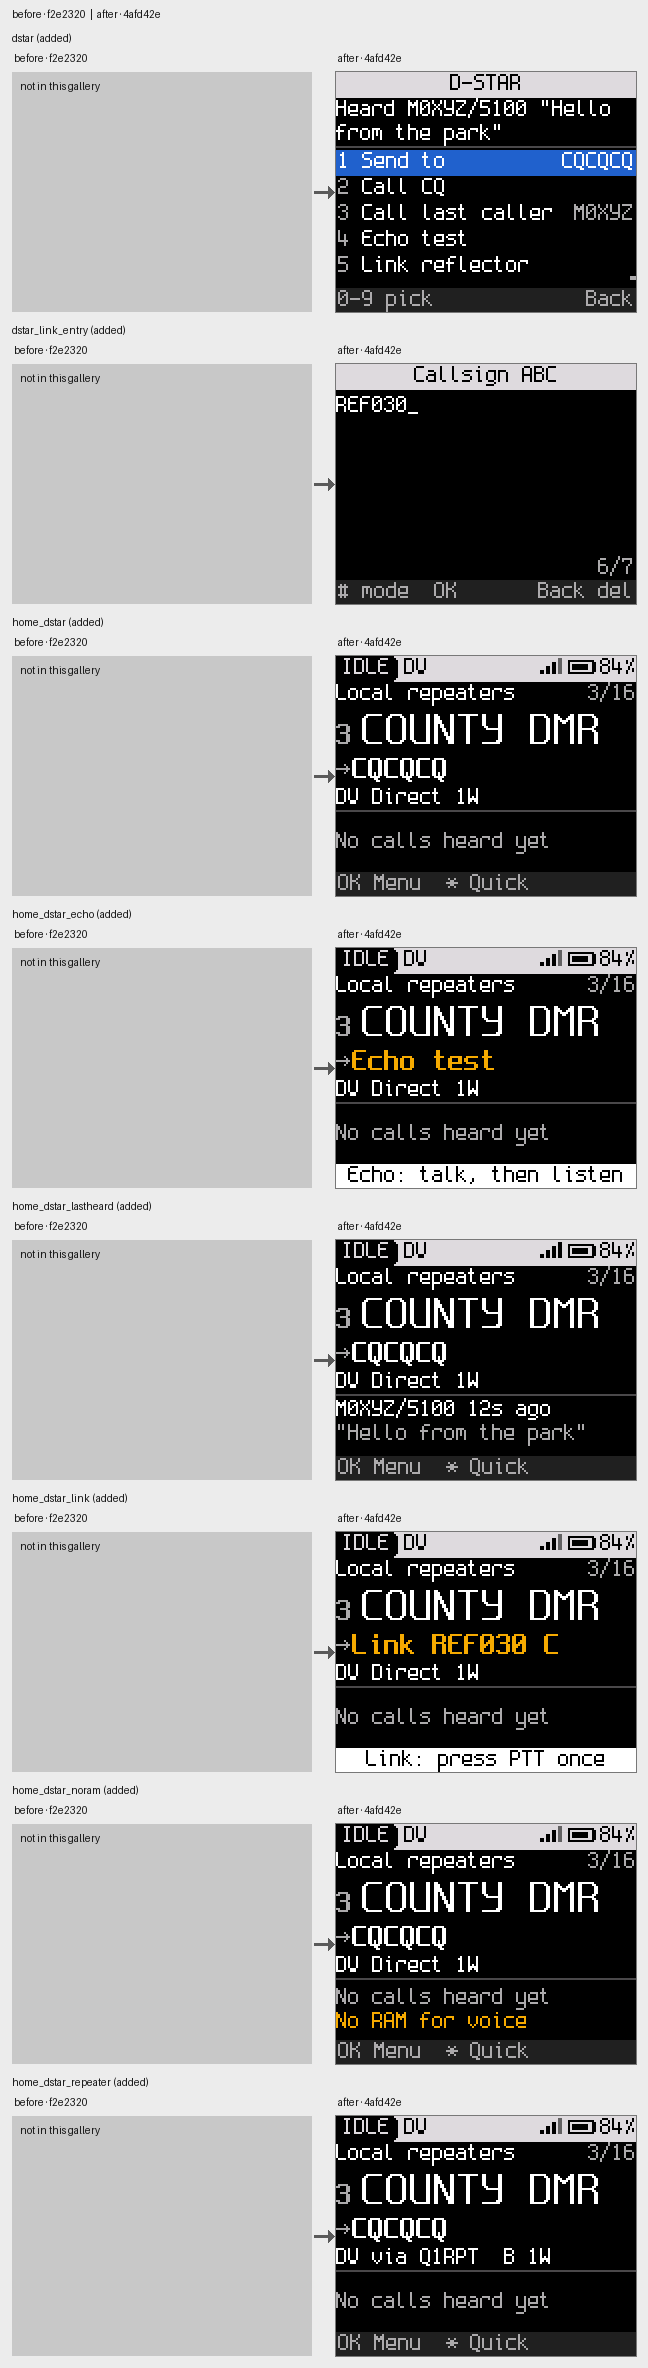 before · f2e2320 | after · 4afd42e
dstar (added)
before · f2e2320 after · 4afd42e
not in this gallery
D-STAR
Heard M0XYZ/5100 "Hello
from the park"
1 Send to CQCQCQ
2 Call CQ
3 Call last caller M0XYZ
4 Echo test
5 Link reflector
0-9 pick Back
dstar_link_entry (added)
before · f2e2320 after · 4afd42e
not in this gallery
Callsign ABC
REF030_
6/7
# mode OK Back del
home_dstar (added)
before · f2e2320 after · 4afd42e
not in this gallery
IDLE DV 84%
Local repeaters 3/16
3 COUNTY DMR
→CQCQCQ
DV Direct 1W
No calls heard yet
OK Menu * Quick
home_dstar_echo (added)
before · f2e2320 after · 4afd42e
not in this gallery
IDLE DV 84%
Local repeaters 3/16
3 COUNTY DMR
→Echo test
DV Direct 1W
No calls heard yet
Echo: talk, then listen
home_dstar_lastheard (added)
before · f2e2320 after · 4afd42e
not in this gallery
IDLE DV 84%
Local repeaters 3/16
3 COUNTY DMR
→CQCQCQ
DV Direct 1W
M0XYZ/5100 12s ago
"Hello from the park"
OK Menu * Quick
home_dstar_link (added)
before · f2e2320 after · 4afd42e
not in this gallery
IDLE DV 84%
Local repeaters 3/16
3 COUNTY DMR
→Link REF030 C
DV Direct 1W
No calls heard yet
Link: press PTT once
home_dstar_noram (added)
before · f2e2320 after · 4afd42e
not in this gallery
IDLE DV 84%
Local repeaters 3/16
3 COUNTY DMR
→CQCQCQ
DV Direct 1W
No calls heard yet
No RAM for voice
OK Menu * Quick
home_dstar_repeater (added)
before · f2e2320 after · 4afd42e
not in this gallery
IDLE DV 84%
Local repeaters 3/16
3 COUNTY DMR
→CQCQCQ
DV via Q1RPT B 1W
No calls heard yet
OK Menu * Quick